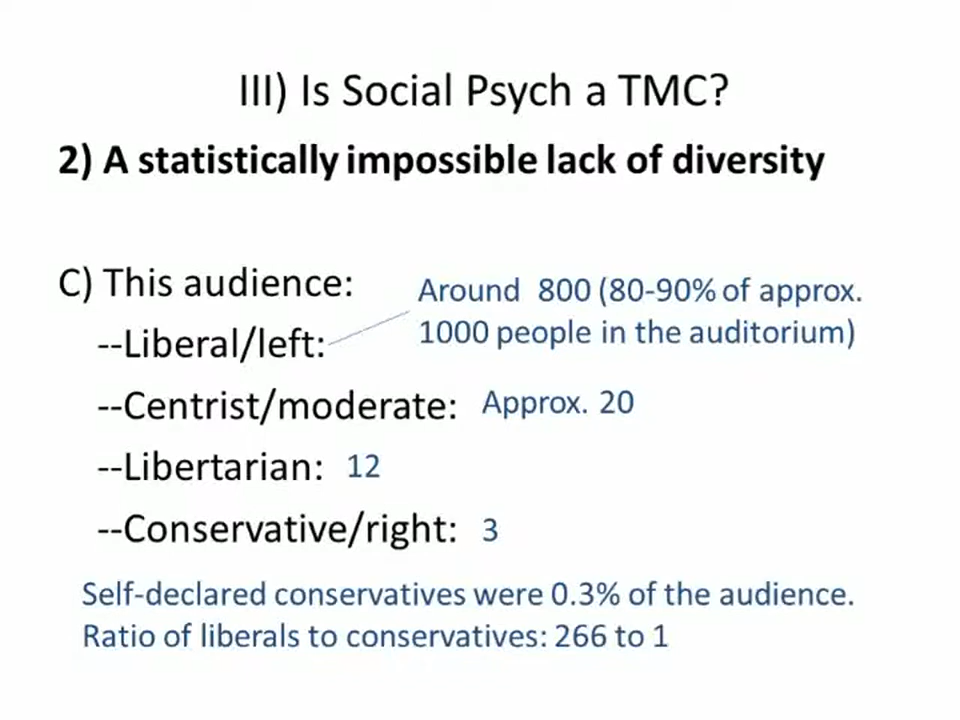 III) Is Social Psych a TMC?
2) A statistically impossible lack of diversity
C) This audience:
Around 800 (80-90% of approx.
1000 people in the auditorium)
--Liberal/left:
--Centrist/moderate: Approx. 20
--Libertarian: 12
--Conservative/right: 3
Self-declared conservatives were 0.3% of the audience.
Ratio of liberals to conservatives: 266 to 1